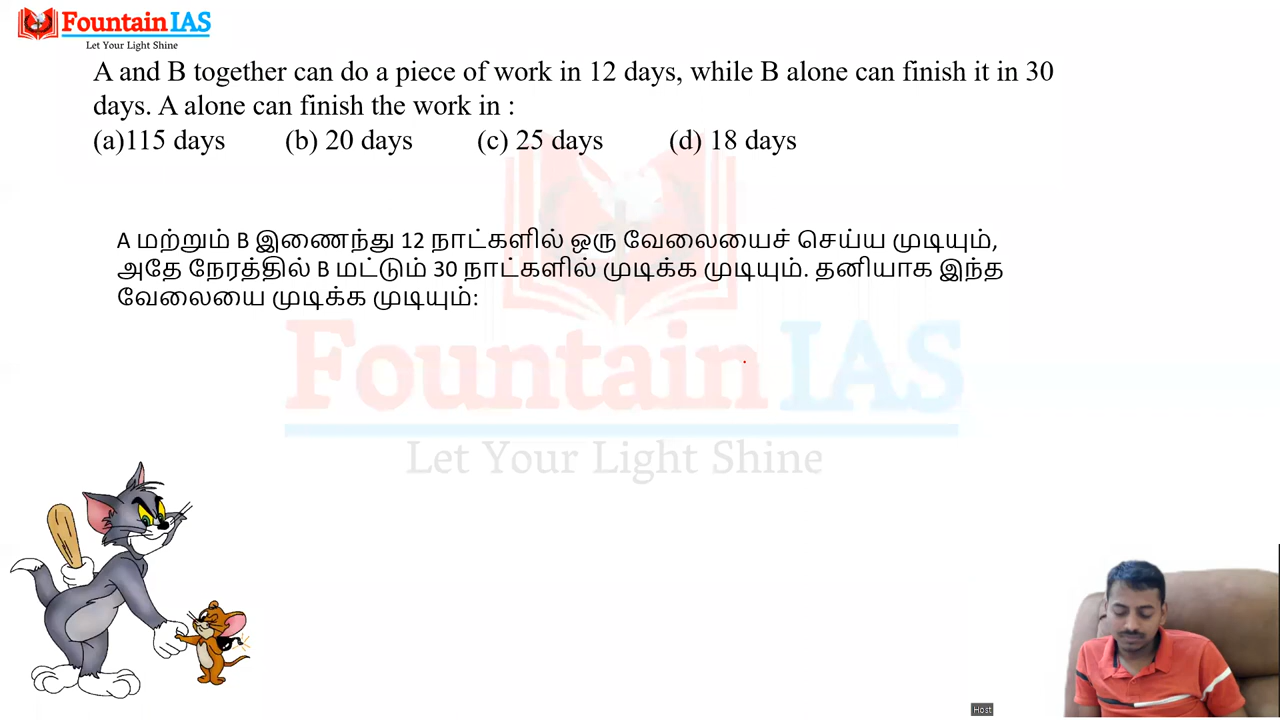 Fountain IAS
Let Your Light Shine
A and B together can do a piece of work in 12 days, while B alone can finish it in 30
days. A alone can finish the work in :
(a)115 days (b) 20 days (c) 25 days (d) 18 days
A மற்றும் B இணைந்து 12 நாட்களில் ஒரு வேலையைச் செய்ய முடியும்,
அதே நேரத்தில் B மட்டும் 30 நாட்களில் முடிக்க முடியும். தனியாக இந்த
வேலையை முடிக்க முடியும்:
Fountain IAS
Let Your Light Shine
Host